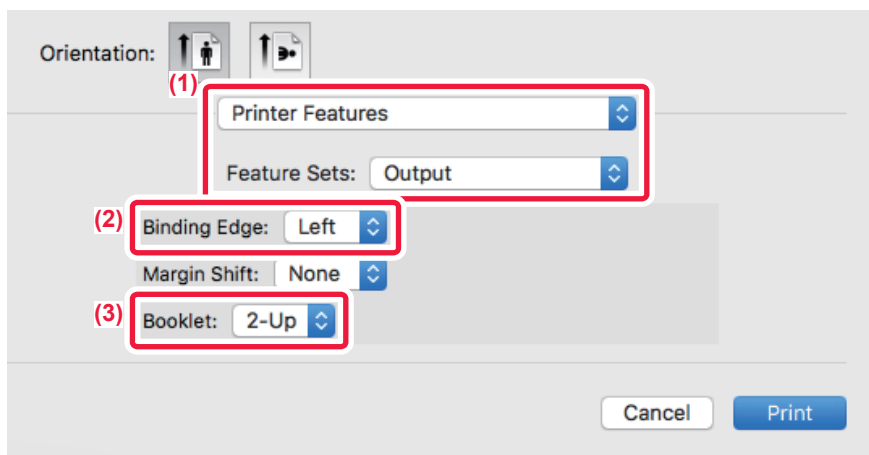 Orientation:
(1)
Printer Features
Feature Sets: Output
(2) Binding Edge: Left
Margin Shift: None
(3) Booklet: 2-Up
Cancel Print